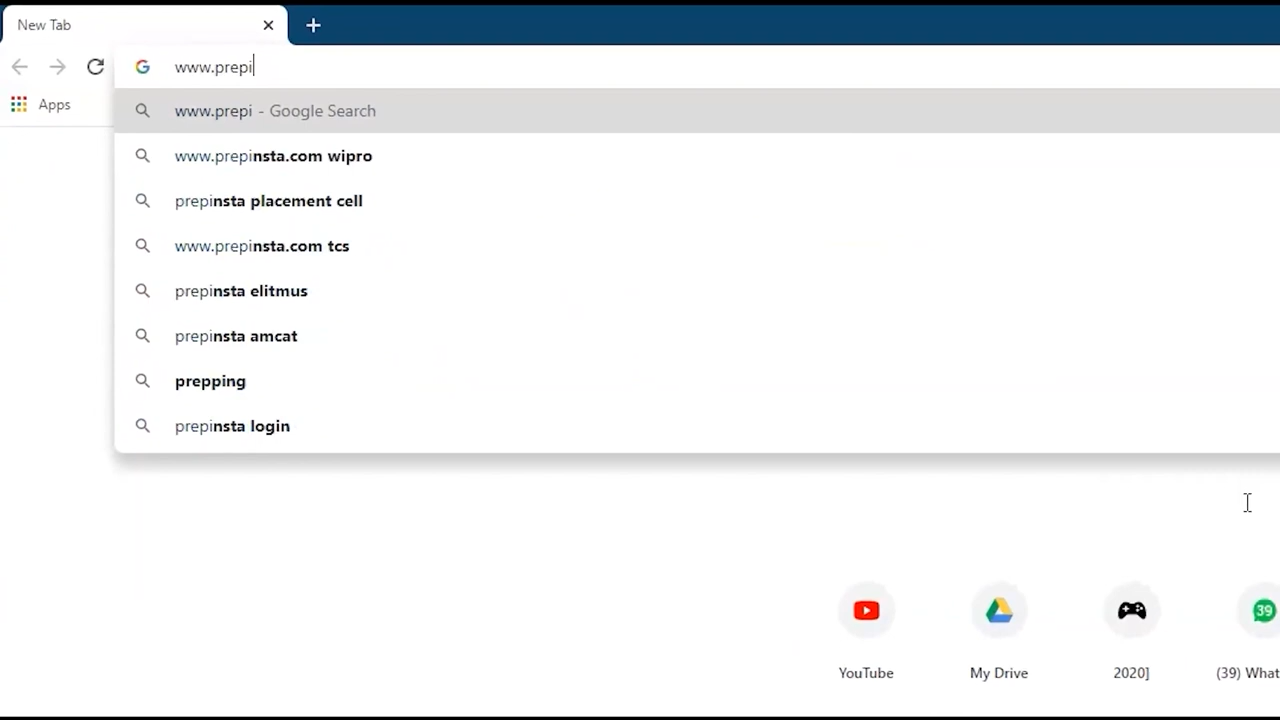 New Tab
www.prepi
Apps
www.prepi - Google Search
www.prepinsta.com wipro
prepinsta placement cell
www.prepinsta.com tcs
prepinsta elitmus
prepinsta amcat
prepping
prepinsta login
39
YouTube
My Drive
2020]
(39) What